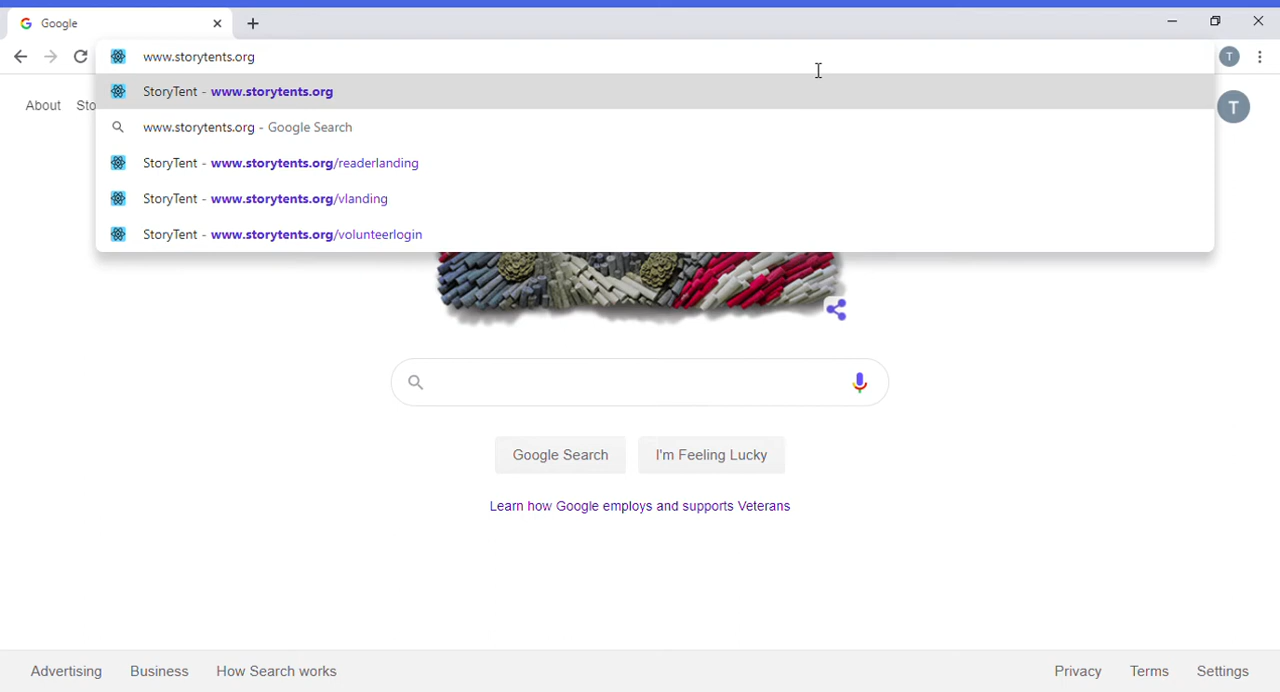 Google
www.storytents.org
T
StoryTent - www.storytents.org
About Sto
T
www.storytents.org - Google Search
StoryTent - www.storytents.org/readerlanding
StoryTent - www.storytents.org/vlanding
StoryTent - www.storytents.org/volunteerlogin
Google Search
I'm Feeling Lucky
Learn how Google employs and supports Veterans
Advertising Business How Search works Privacy Terms Settings